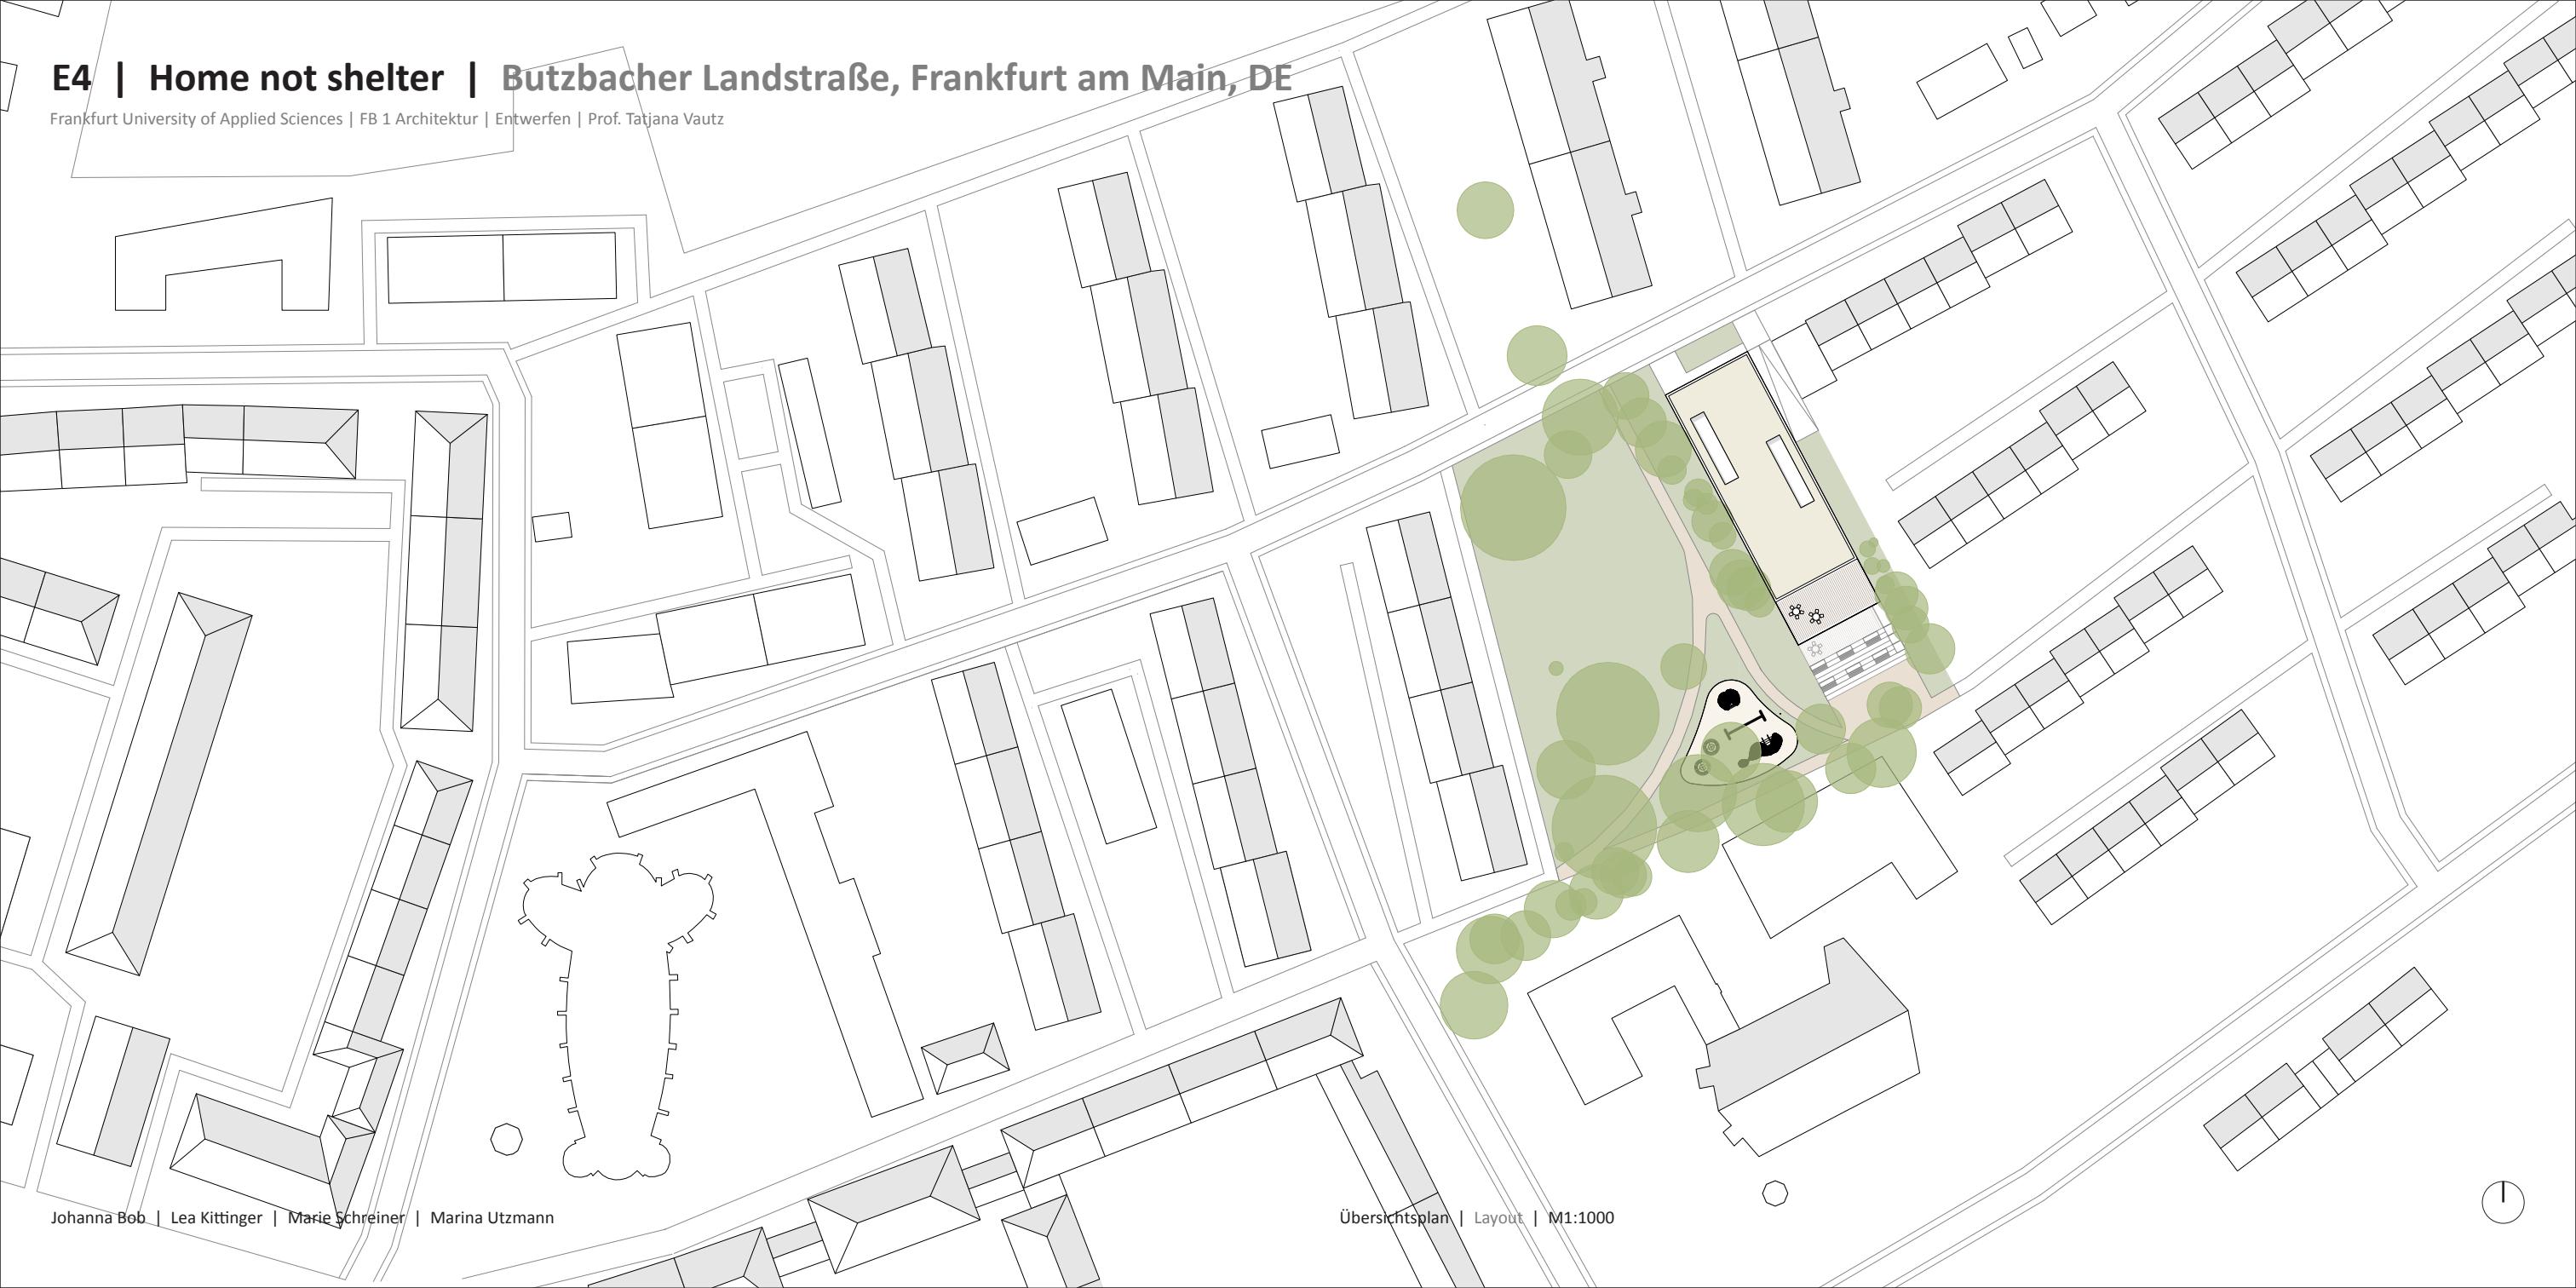 E4 | Home not shelter | Butzbacher Landstraße, Frankfurt am Main, DE
Frankfurt University of Applied Sciences | FB 1 Architektur | Entwerfen | Prof. Tatjana Vautz
Johanna Bob | Lea Kittinger | Marie Schreiner | Marina Utzmann
Übersichtsplan | Layout | M1:1000